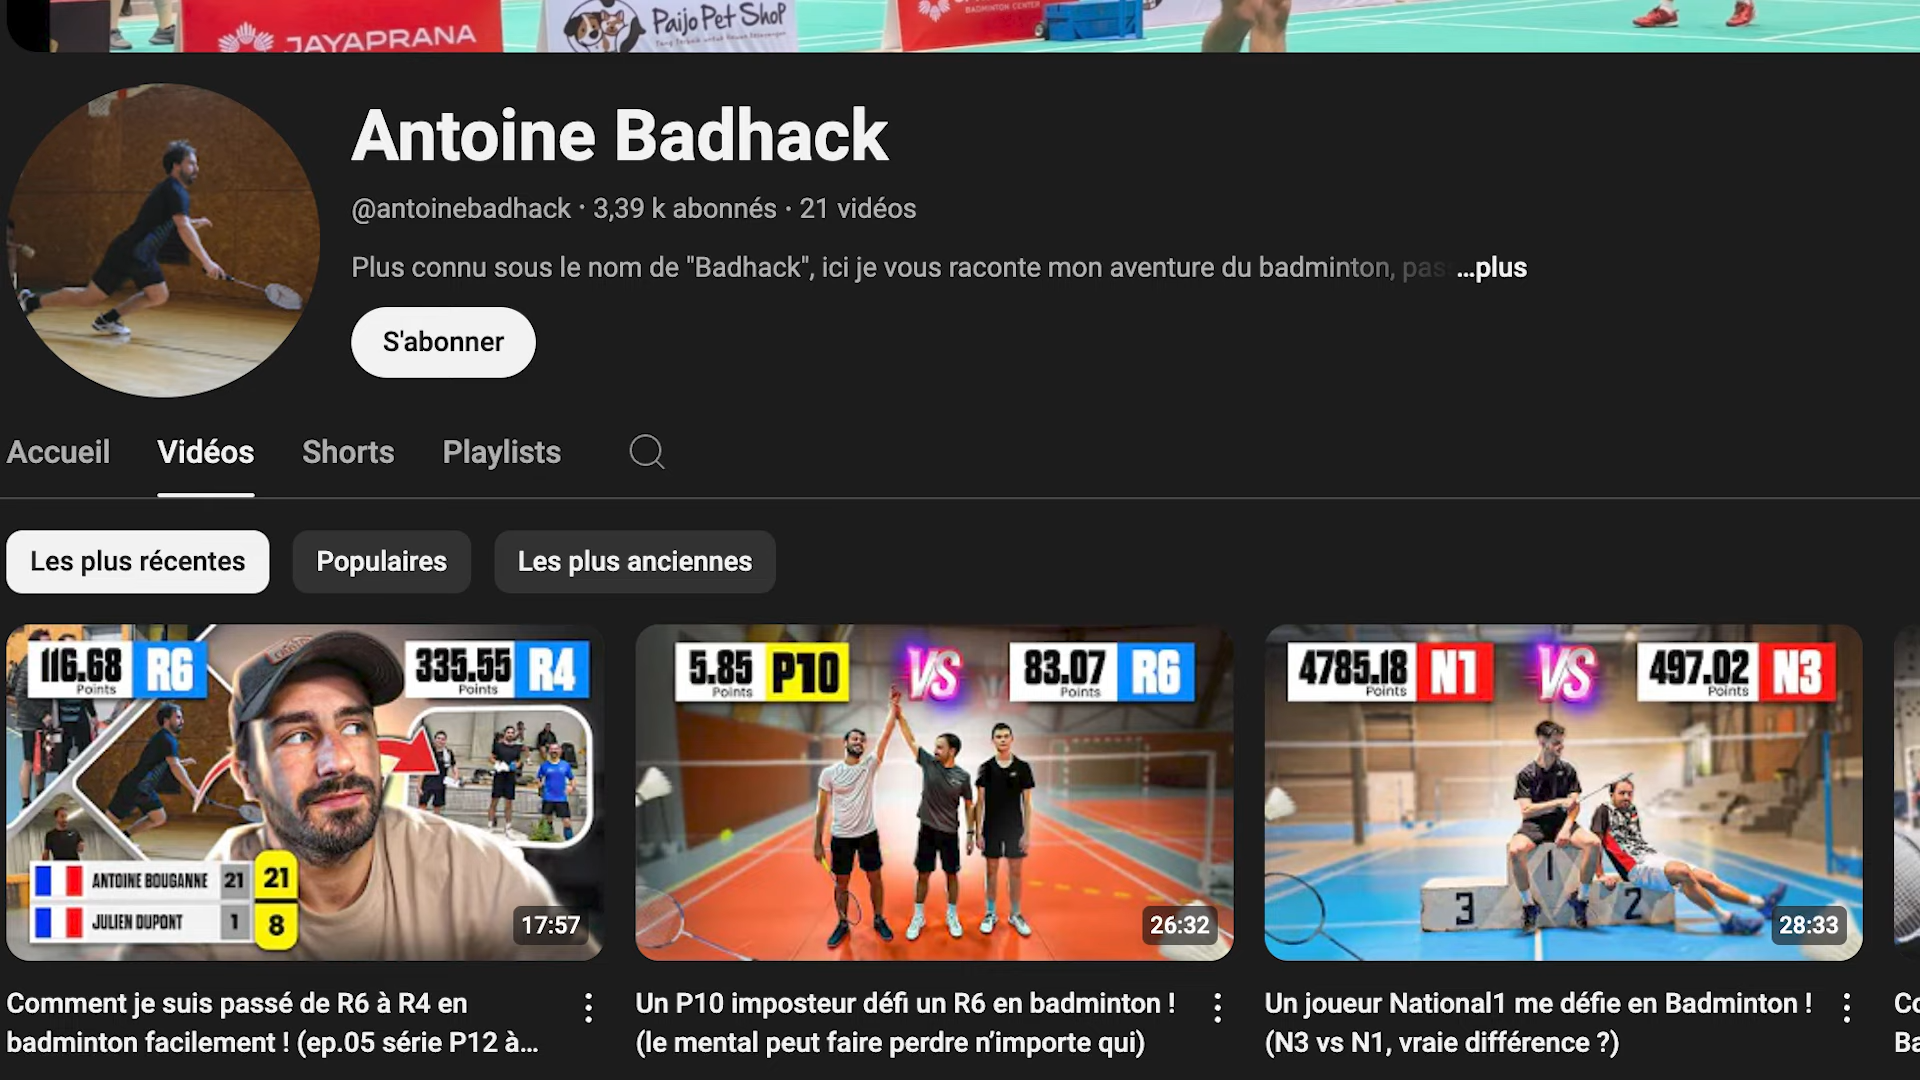 JAYAPRANA
Paijo Pet Shop
BADMINTON CENTER
Antoine Badhack
@antoinebadhack · 3,39 k abonnés · 21 vidéos
Plus connu sous le nom de "Badhack", ici je vous raconte mon aventure du badminton, pas ...plus
S'abonner
Accueil Vidéos Shorts Playlists
Les plus récentes Populaires Les plus anciennes
116.68 Points R6 335.55 Points R4
ANTOINE BOUGANNE 21 21
JULIEN DUPONT 1 8
17:57
5.85 Points P10 VS 83.07 Points R6
26:32
4785.18 Points N1 VS 497.02 Points N3
1
3 2
28:33
Comment je suis passé de R6 à R4 en
badminton facilement ! (ep.05 série P12 à...
Un P10 imposteur défi un R6 en badminton !
(le mental peut faire perdre n’importe qui)
Un joueur National1 me défie en Badminton !
(N3 vs N1, vraie différence ?)
Co
Ba